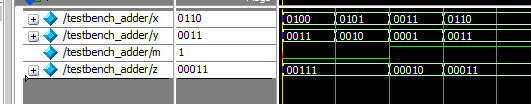 /testbench_adder/x 0110 0100 0101 0011 0110
/testbench_adder/y 0011 0011 0010 0001 0011
/testbench_adder/m 1
/testbench_adder/z 00011 00111 00010 00011